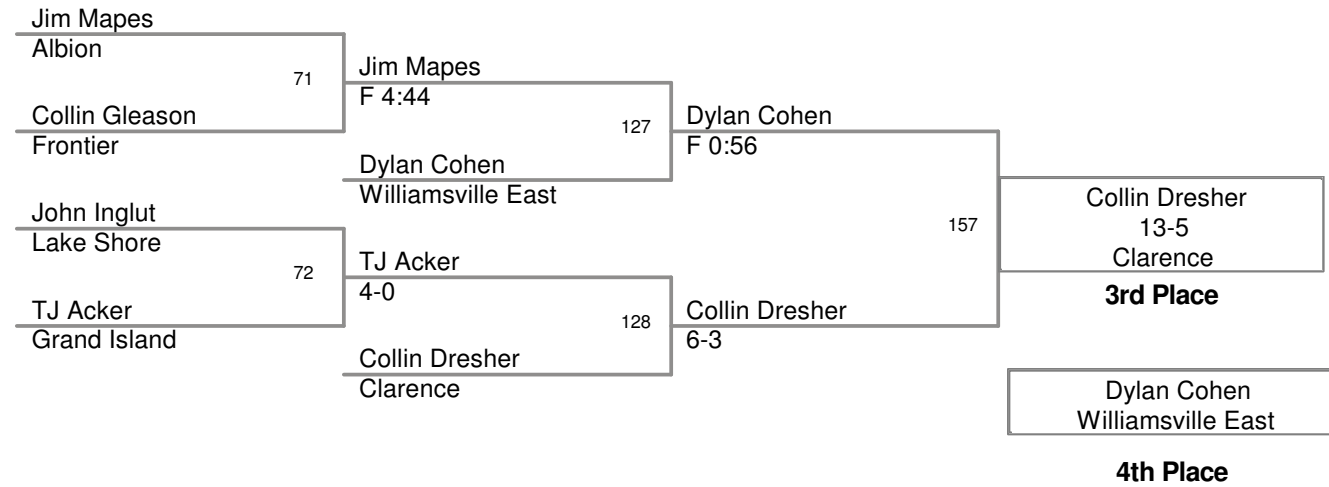 Jim Mapes
Albion
71
Jim Mapes
F 4:44
Collin Gleason
Frontier
127
Dylan Cohen
F 0:56
Dylan Cohen
Williamsville East
John Inglut
Lake Shore
157
Collin Dresher
13-5
Clarence
3rd Place
72
TJ Acker
4-0
TJ Acker
Grand Island
128
Collin Dresher
6-3
Collin Dresher
Clarence
Dylan Cohen
Williamsville East
4th Place